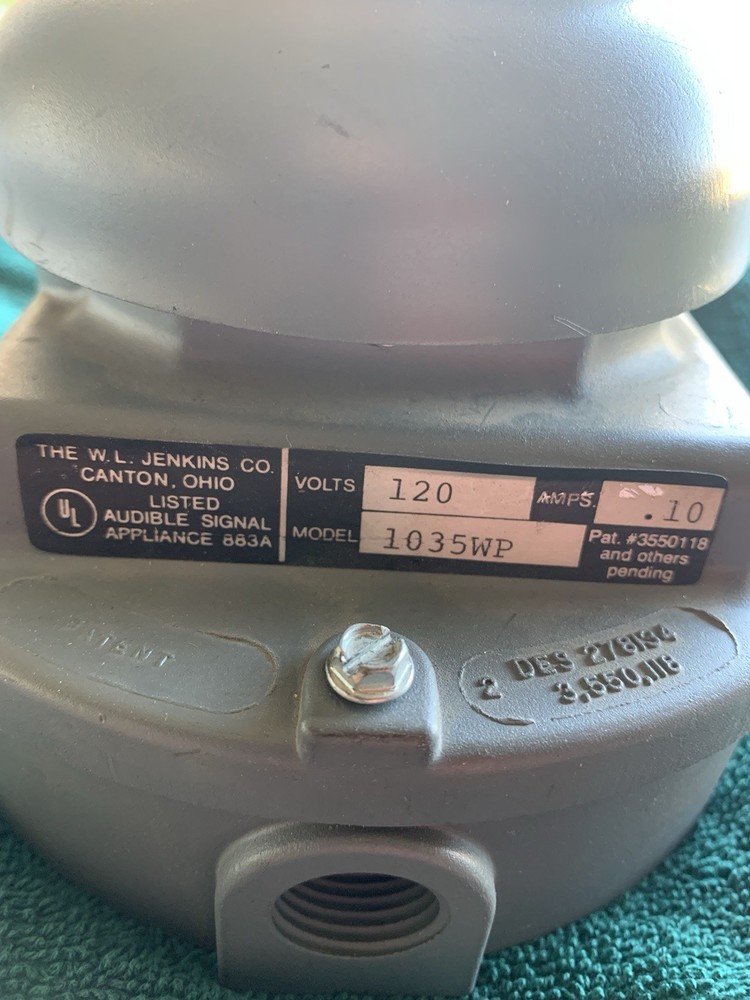 THE W.L. JENKINS CO.
CANTON, OHIO
UL
LISTED
AUDIBLE SIGNAL
APPLIANCE 883A
VOLTS 120
AMPS. .10
MODEL 1035WP
Pat. #3550118
and others
pending
PATENT
2 DES 278134
3,550,118